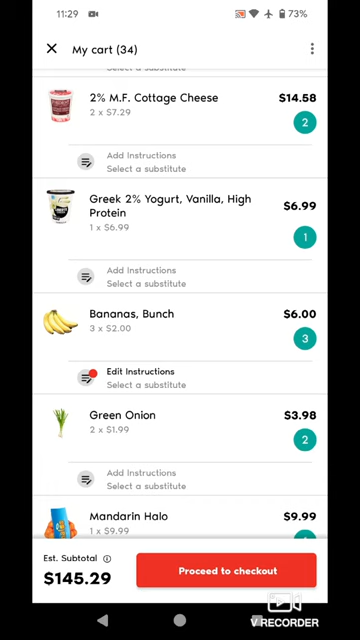 11:29
73%
My cart (34)
Select a substitute
2% M.F. Cottage Cheese
$14.58
2 x $7.29
2
Add Instructions
Select a substitute
Greek 2% Yogurt, Vanilla, High
Protein
$6.99
1 x $6.99
1
Add Instructions
Select a substitute
Bananas, Bunch
$6.00
3 x $2.00
3
Edit Instructions
Select a substitute
Green Onion
$3.98
2 x $1.99
2
Add Instructions
Select a substitute
Mandarin Halo
$9.99
1 x $9.99
Est. Subtotal
$145.29
Proceed to checkout
V RECORDER